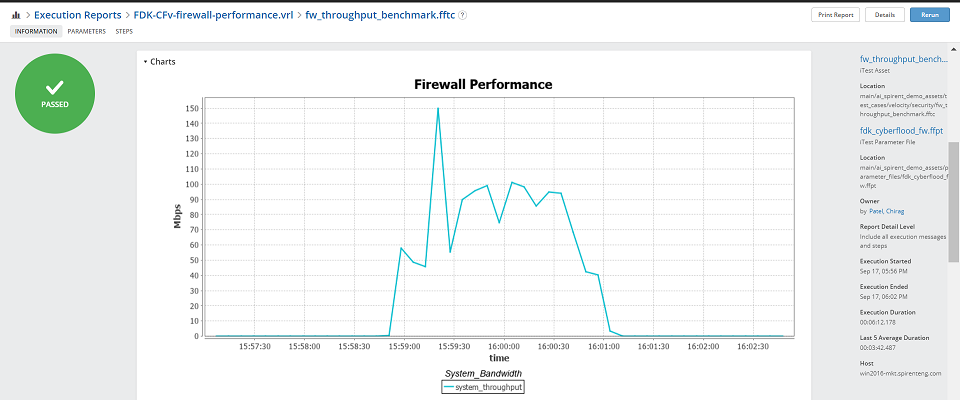 Execution Reports > FDK-CFv-firewall-performance.vrl > fw_throughput_benchmark.fftc ?
Print Report
Details
Rerun
INFORMATION
PARAMETERS
STEPS
PASSED
Charts
Firewall Performance
150
140
130
120
110
100
90
80
70
60
50
40
30
20
10
0
Mbps
15:57:30 15:58:00 15:58:30 15:59:00 15:59:30 16:00:00 16:00:30 16:01:00 16:01:30 16:02:00 16:02:30
time
System_Bandwidth
system_throughput
fw_throughput_bench...
iTest Asset
Location
main/ai_spirent_demo_assets/t
est_cases/velocity/security/fw_t
hroughput_benchmark.fftc
fdk_cyberflood_fw.ffpt
iTest Parameter File
Location
main/ai_spirent_demo_assets/p
arameter_files/fdk_cyberflood_f
w.ffpt
Owner
by Patel, Chirag
Report Detail Level
Include all execution messages
and steps
Execution Started
Sep 17, 05:56 PM
Execution Ended
Sep 17, 06:02 PM
Execution Duration
00:06:12.178
Last 5 Average Duration
00:03:42.487
Host
win2016-mkt.spirenteng.com